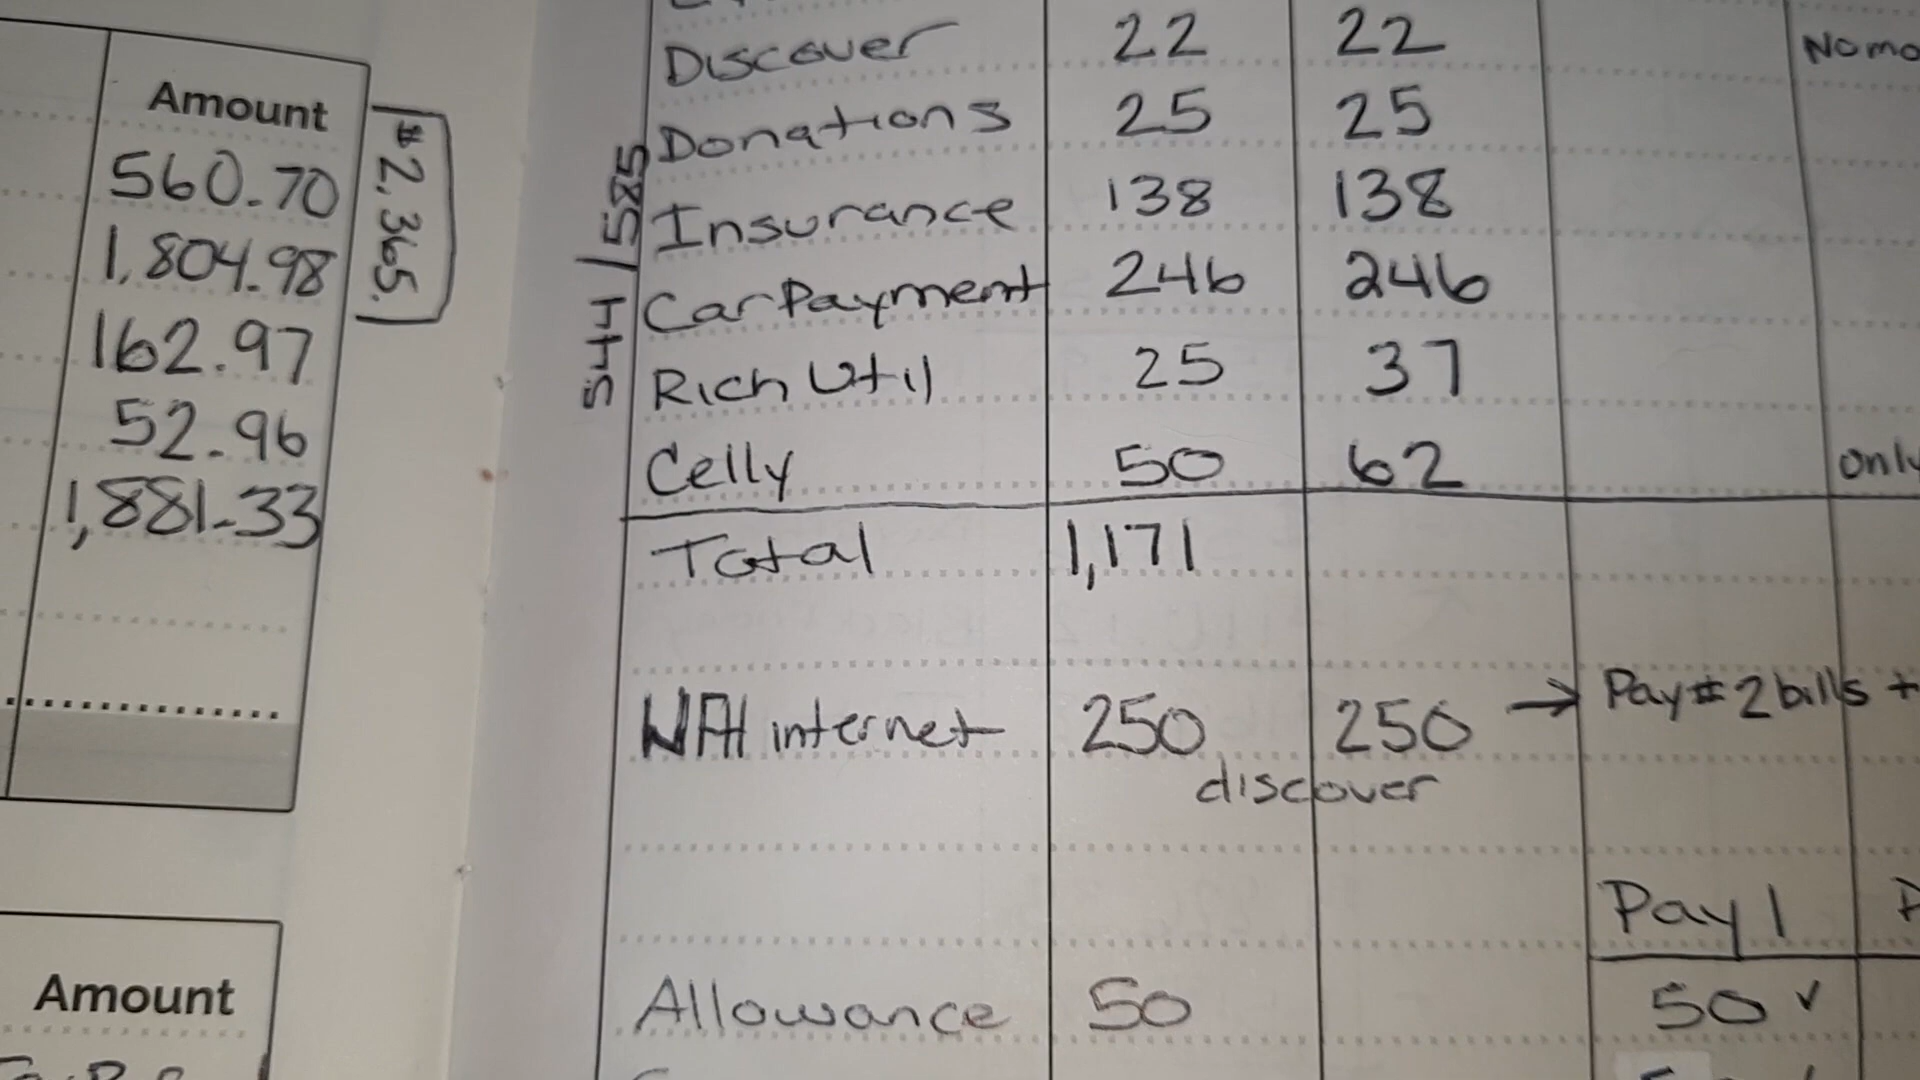 Amount
560.70
1,804.98
162.97
52.96
1,881.33
$2,365.
544 / 585
Discover 22 22 No mo
Donations 25 25
Insurance 138 138
Car Payment 246 246
Rich Util 25 37
Celly 50 62 only
Total 1,171
internet 250 250 → Pay #2 bills +
discover
Pay 1
Allowance 50 50 ✓
Amount